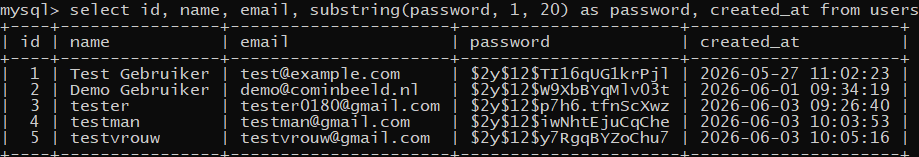 mysql> select id, name, email, substring(password, 1, 20) as password, created_at from users
+----+----------------+----------------------+----------------------+---------------------+
| id | name           | email                | password             | created_at          |
+----+----------------+----------------------+----------------------+---------------------+
|  1 | Test Gebruiker | test@example.com     | $2y$12$TI16qUG1krPjl | 2026-05-27 11:02:23 |
|  2 | Demo Gebruiker | demo@cominbeeld.nl   | $2y$12$W9XbBYqMlvO3t | 2026-06-01 09:34:19 |
|  3 | tester         | tester0180@gmail.com | $2y$12$p7h6.tfnScXwz | 2026-06-03 09:26:40 |
|  4 | testman        | testman@gmail.com    | $2y$12$iwNhtEjuCqChe | 2026-06-03 10:03:53 |
|  5 | testvrouw      | testvrouw@gmail.com  | $2y$12$y7RgqBYZoChu7 | 2026-06-03 10:05:16 |
+----+----------------+----------------------+----------------------+---------------------+